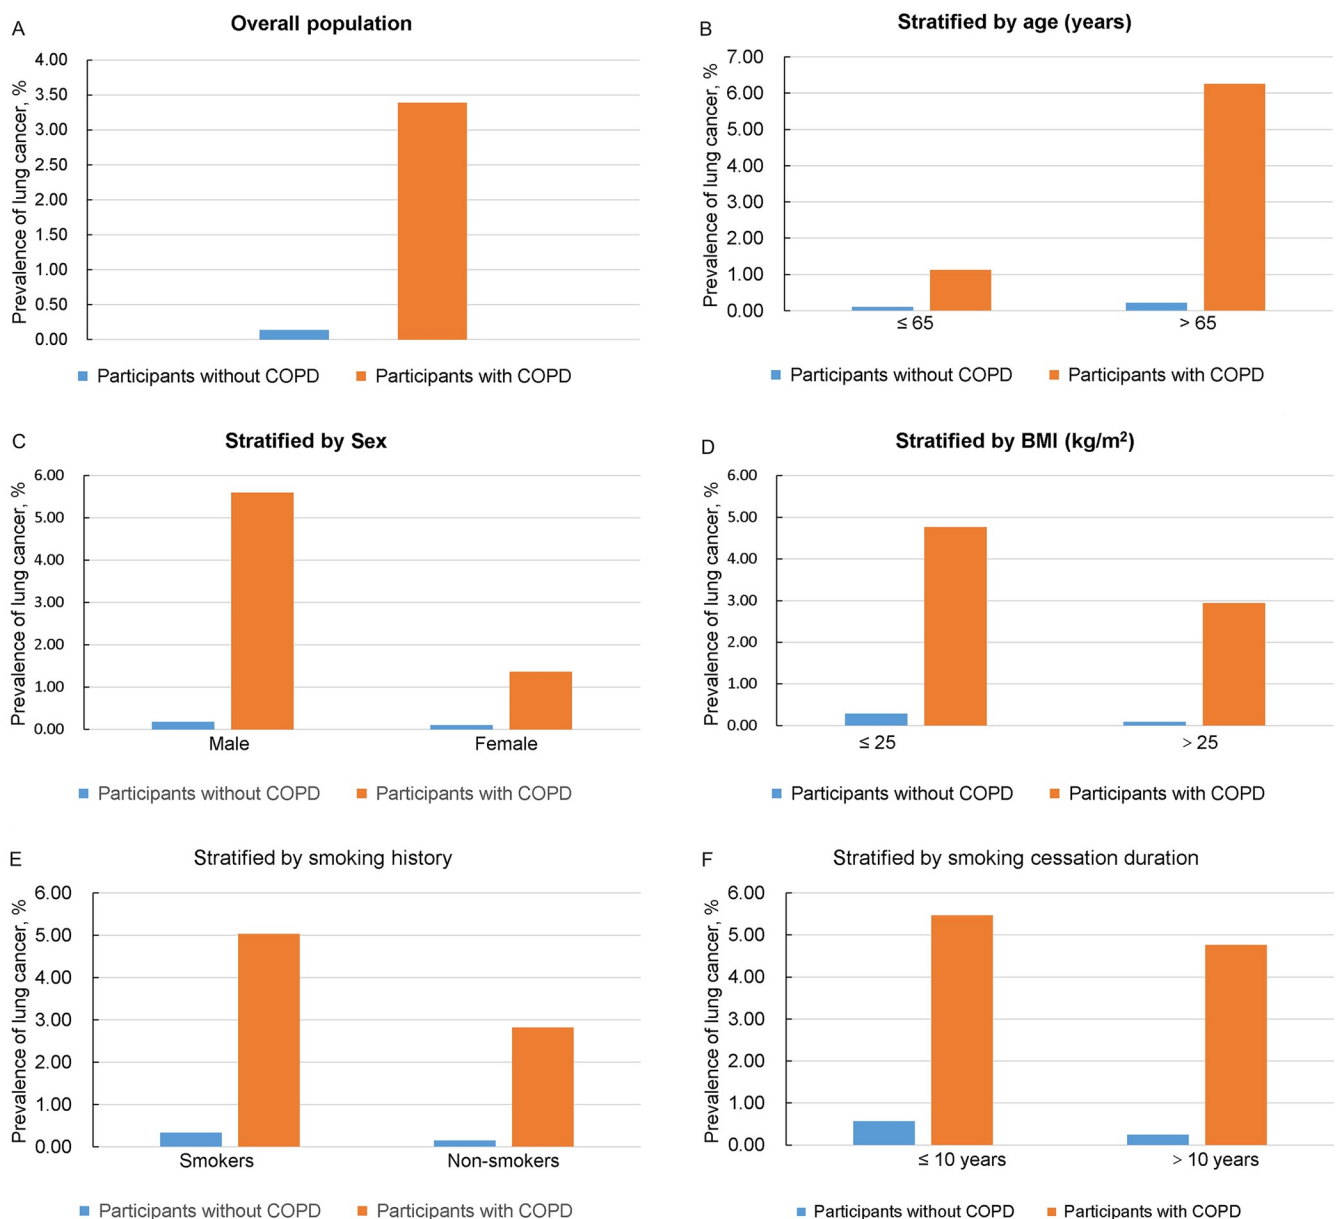 A
Overall population
Prevalence of lung cancer, %
4.00
3.50
3.00
2.50
2.00
1.50
1.00
0.50
0.00
Participants without COPD
Participants with COPD
B
Stratified by age (years)
Prevalence of lung cancer, %
7.00
6.00
5.00
4.00
3.00
2.00
1.00
0.00
≤ 65
> 65
Participants without COPD
Participants with COPD
C
Stratified by Sex
Prevalence of lung cancer, %
6.00
5.00
4.00
3.00
2.00
1.00
0.00
Male
Female
Participants without COPD
Participants with COPD
D
Stratified by BMI (kg/m²)
Prevalence of lung cancer, %
6.00
5.00
4.00
3.00
2.00
1.00
0.00
≤ 25
> 25
Participants without COPD
Participants with COPD
E
Stratified by smoking history
Prevalence of lung cancer, %
6.00
5.00
4.00
3.00
2.00
1.00
0.00
Smokers
Non-smokers
Participants without COPD
Participants with COPD
F
Stratified by smoking cessation duration
Prevalence of lung cancer, %
6.00
5.00
4.00
3.00
2.00
1.00
0.00
≤ 10 years
> 10 years
Participants without COPD
Participants with COPD